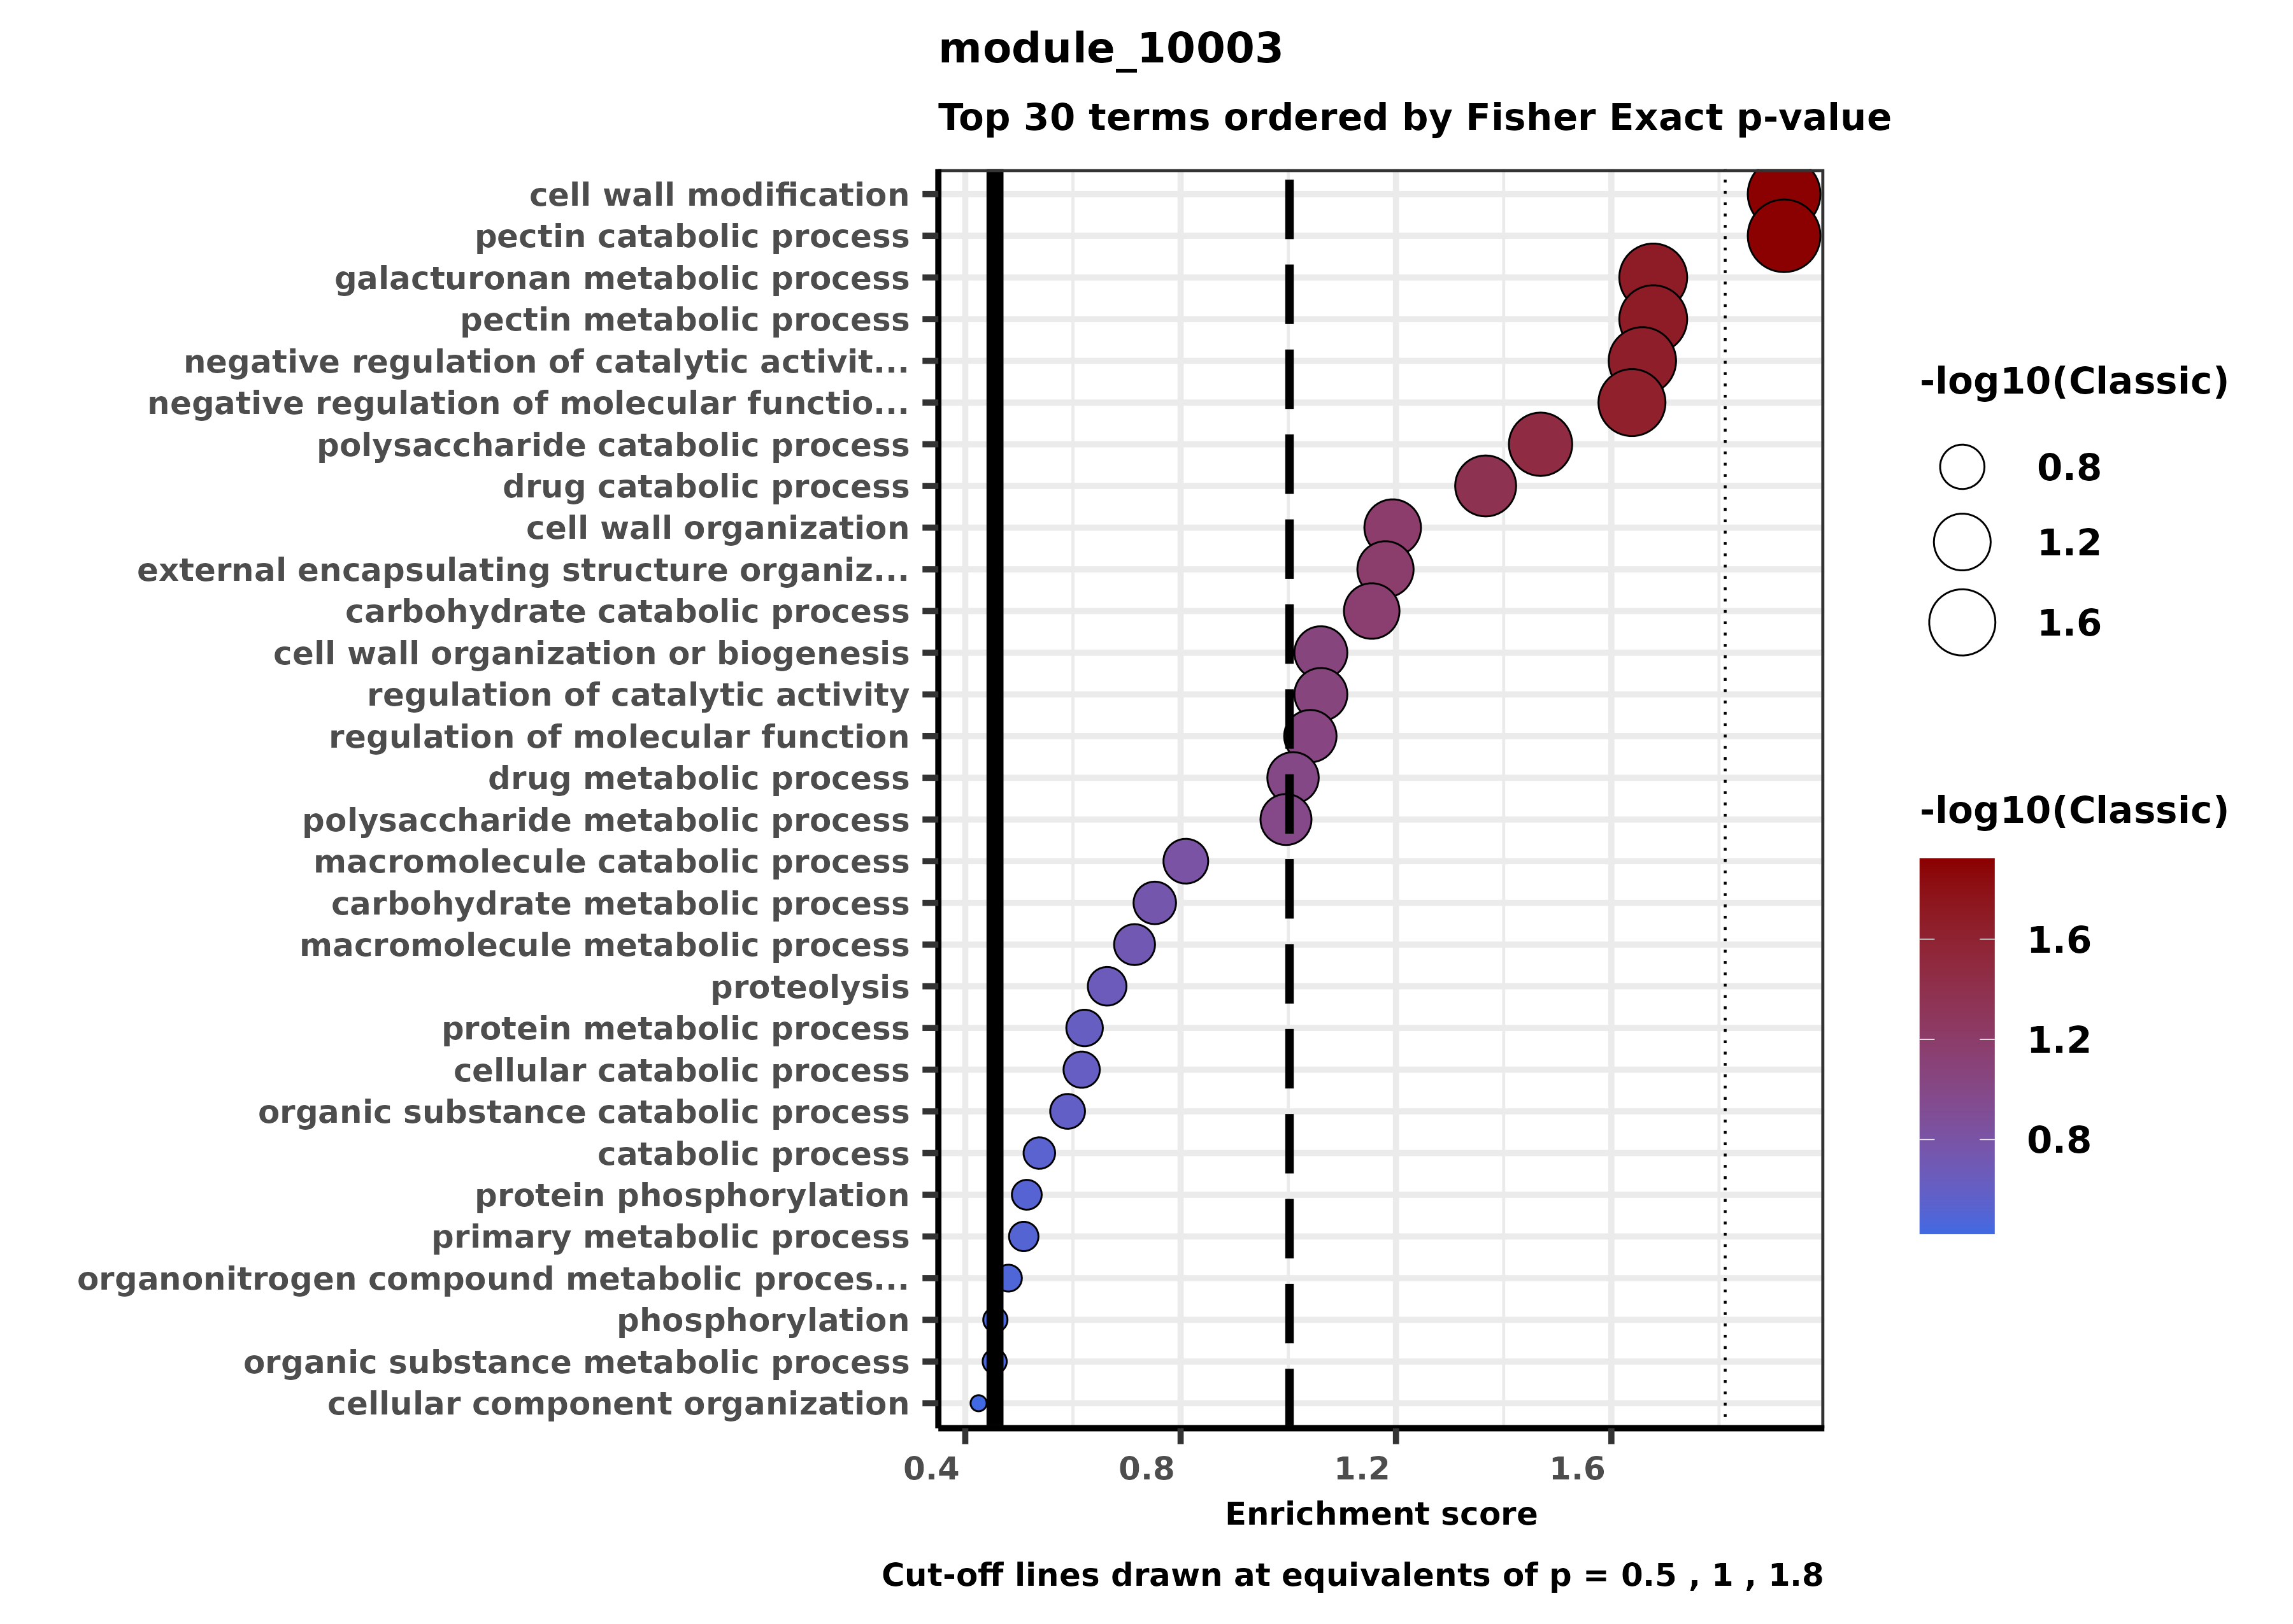 module_10003
Top 30 terms ordered by Fisher Exact p-value
cell wall modification
pectin catabolic process
galacturonan metabolic process
pectin metabolic process
negative regulation of catalytic activit...
negative regulation of molecular functio...
polysaccharide catabolic process
drug catabolic process
cell wall organization
external encapsulating structure organiz...
carbohydrate catabolic process
cell wall organization or biogenesis
regulation of catalytic activity
regulation of molecular function
drug metabolic process
polysaccharide metabolic process
macromolecule catabolic process
carbohydrate metabolic process
macromolecule metabolic process
proteolysis
protein metabolic process
cellular catabolic process
organic substance catabolic process
catabolic process
protein phosphorylation
primary metabolic process
organonitrogen compound metabolic proces...
phosphorylation
organic substance metabolic process
cellular component organization
0.4 0.8 1.2 1.6
Enrichment score
Cut-off lines drawn at equivalents of p = 0.5 , 1 , 1.8
-log10(Classic)
0.8
1.2
1.6
-log10(Classic)
1.6
1.2
0.8